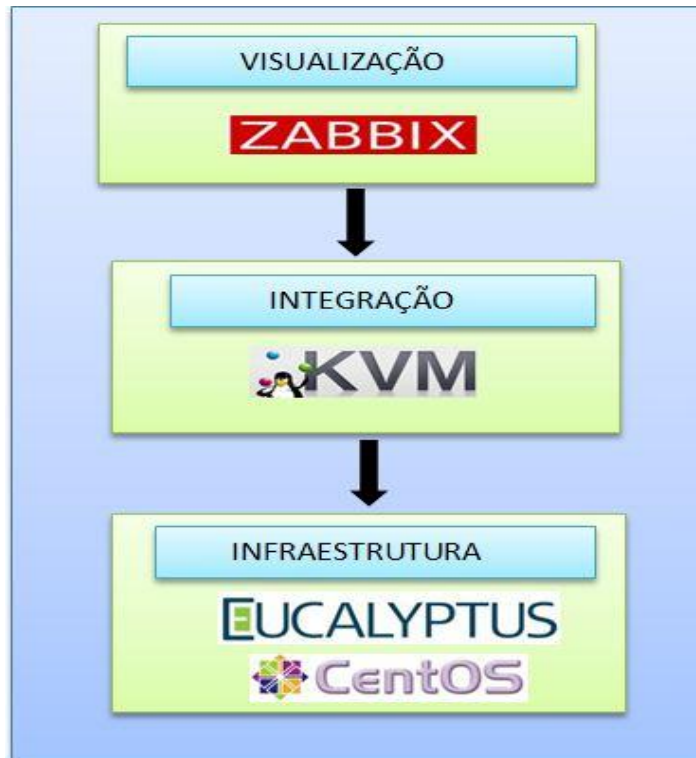 VISUALIZAÇÃO
ZABBIX
INTEGRAÇÃO
KVM
INFRAESTRUTURA
EUCALYPTUS
CentOS